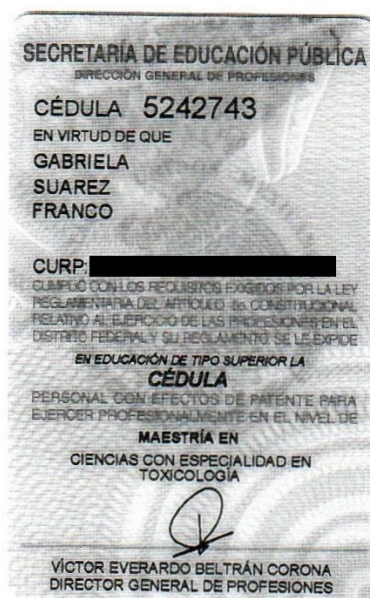 SECRETARÍA DE EDUCACIÓN PÚBLICA
DIRECCIÓN GENERAL DE PROFESIONES
CÉDULA 5242743
EN VIRTUD DE QUE
GABRIELA
SUAREZ
FRANCO
CURP:
CUMPLIÓ CON LOS REQUISITOS EXIGIDOS POR LA LEY
REGLAMENTARIA DEL ARTÍCULO 5o. CONSTITUCIONAL
RELATIVO AL EJERCICIO DE LAS PROFESIONES EN EL
DISTRITO FEDERAL Y SU REGLAMENTO SE LE EXPIDE
EN EDUCACIÓN DE TIPO SUPERIOR LA
CÉDULA
PERSONAL CON EFECTOS DE PATENTE PARA
EJERCER PROFESIONALMENTE EN EL NIVEL DE
MAESTRÍA EN
CIENCIAS CON ESPECIALIDAD EN
TOXICOLOGÍA
VÍCTOR EVERARDO BELTRÁN CORONA
DIRECTOR GENERAL DE PROFESIONES